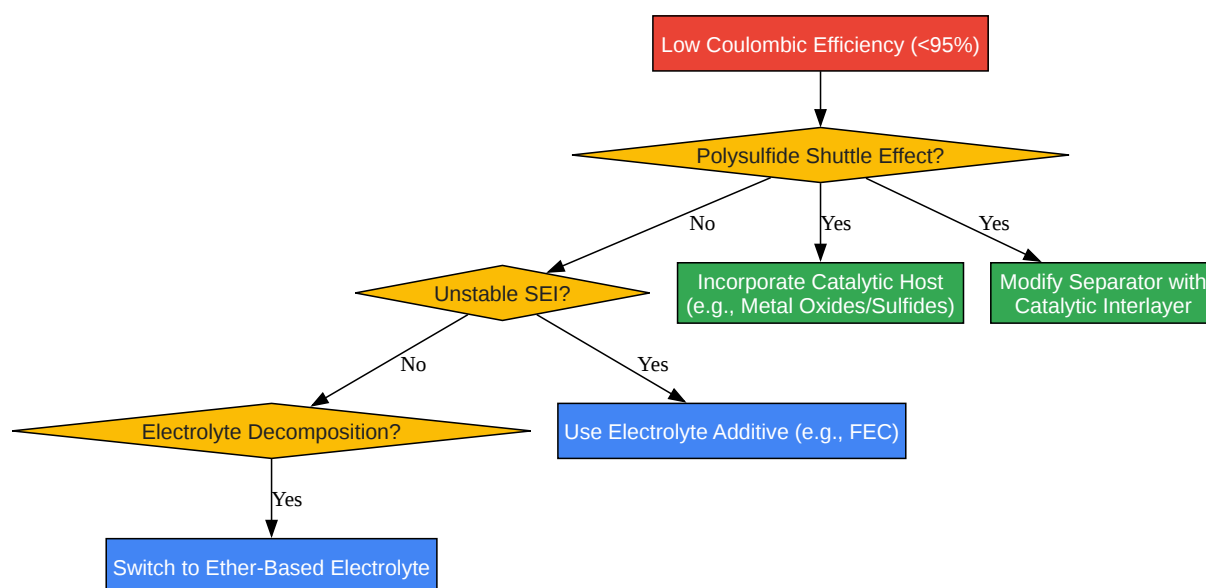 Low Coulombic Efficiency (<95%)
Polysulfide Shuttle Effect?
No
Yes
Yes
Unstable SEI?
Incorporate Catalytic Host
(e.g., Metal Oxides/Sulfides)
Modify Separator with
Catalytic Interlayer
No
Yes
Electrolyte Decomposition?
Use Electrolyte Additive (e.g., FEC)
Yes
Switch to Ether-Based Electrolyte